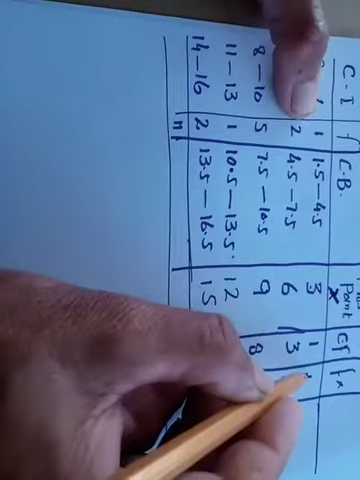 C-I f C.B. Point x Cf fx
1 1.5—4.5 3 1
2 4.5—7.5 6 3
8—10 5 7.5—10.5 9 8
11—13 1 10.5—13.5 12
14—16 2 13.5—16.5 15
n